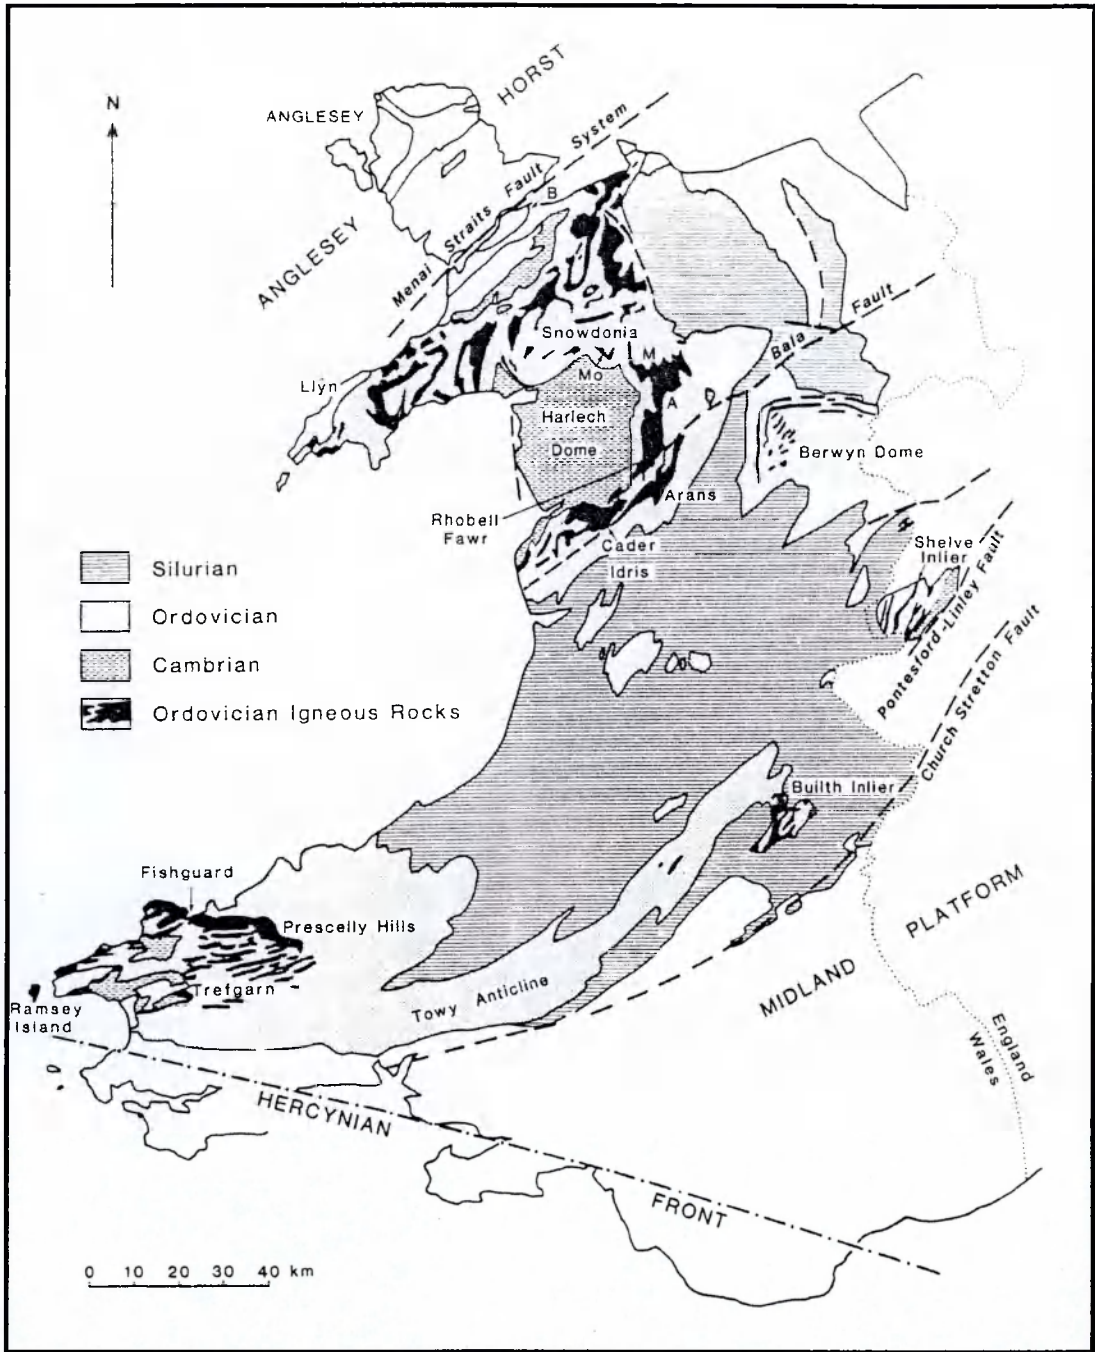 N
ANGLESEY
HORST
ANGLESEY
Menai Straits Fault System
B
Snowdonia
M
Mo
Llŷn
Harlech
Dome
A
Bala Fault
Berwyn Dome
Arans
Rhobell
Fawr
Cader
Idris
Shelve
Inlier
Pontesford-Linley Fault
Church Stretton Fault
Silurian
Ordovician
Cambrian
Ordovician Igneous Rocks
Builth Inlier
Fishguard
Prescelly Hills
Trefgarn
Ramsey
Island
Towy Anticline
MIDLAND
PLATFORM
England
Wales
HERCYNIAN
FRONT
0 10 20 30 40 km